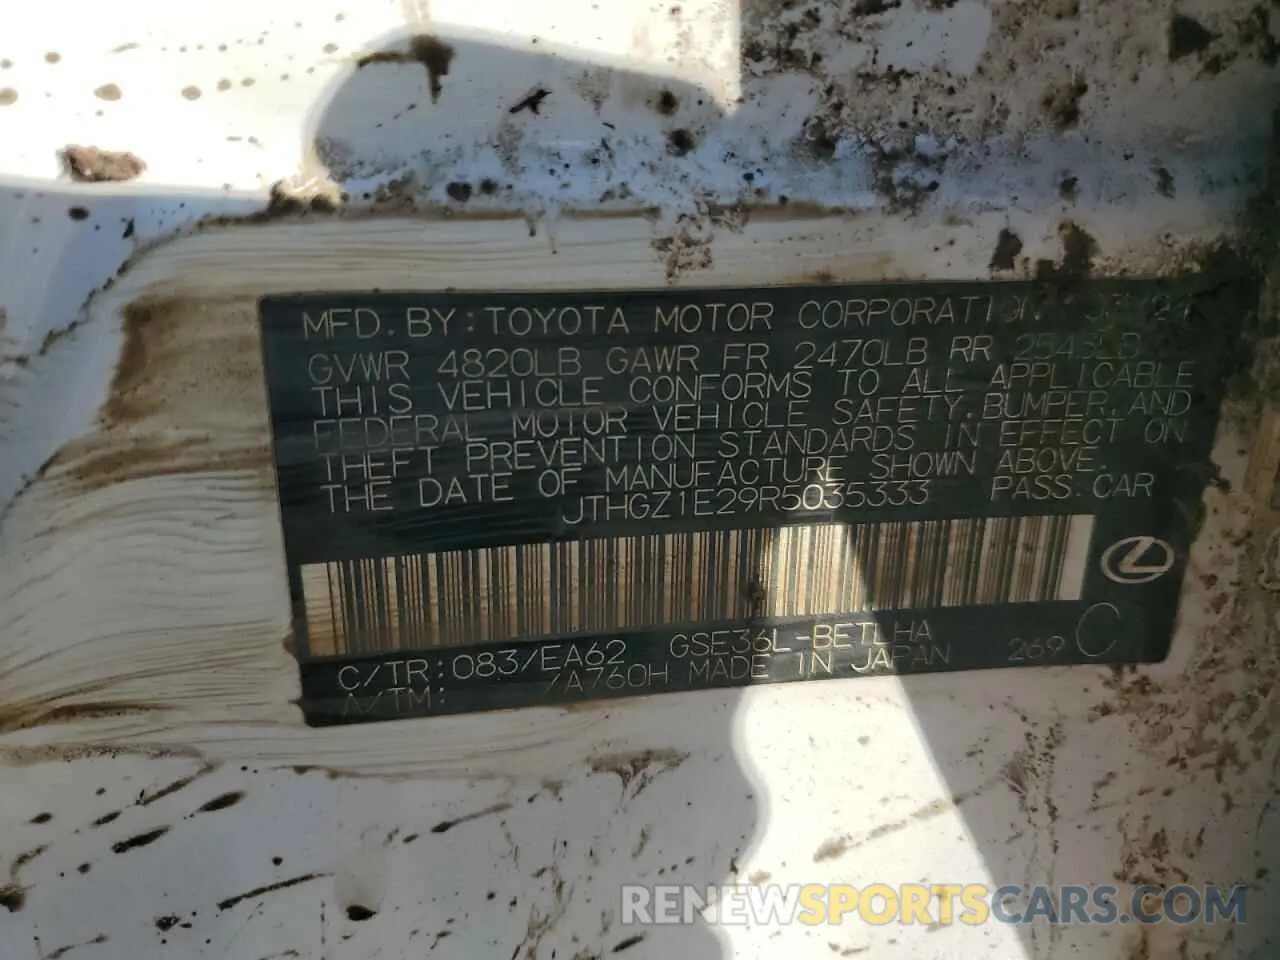 MFD. BY: TOYOTA MOTOR CORPORATION
GVWR 4820LB GAWR FR 2470LB RR
THIS VEHICLE CONFORMS TO ALL APPLICABLE
FEDERAL MOTOR VEHICLE SAFETY, BUMPER, AND
THEFT PREVENTION STANDARDS IN EFFECT ON
THE DATE OF MANUFACTURE SHOWN ABOVE.
JTHGZ1E29R5035333 PASS. CAR
C/TR: 083/EA62 GSE36L-BETLHA
A/TM: /A760H MADE IN JAPAN 269 C
RENEWSPORTSCARS.COM